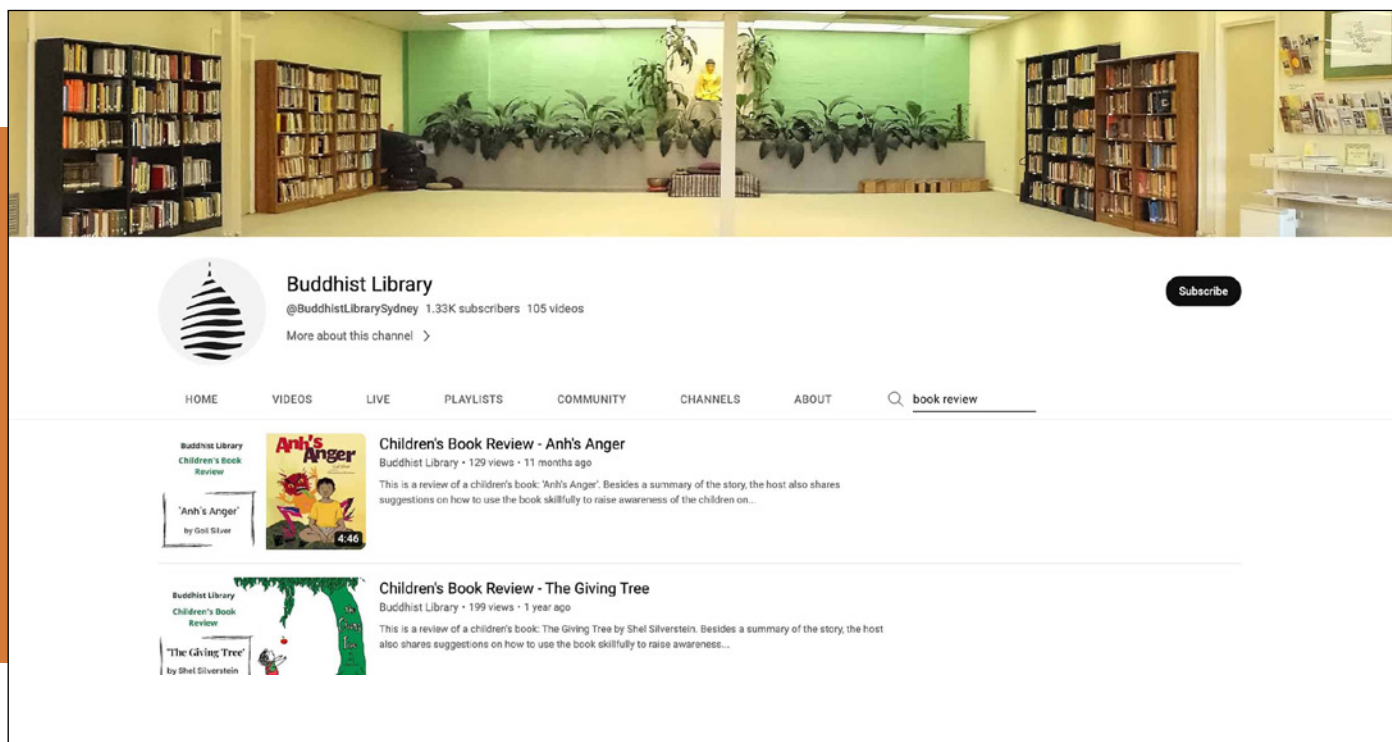 Buddhist Library
@BuddhistLibrarySydney 1.33K subscribers 105 videos
More about this channel
Subscribe
HOME VIDEOS LIVE PLAYLISTS COMMUNITY CHANNELS ABOUT book review
Buddhist Library
Children's Book
Review
'Anh's Anger'
by Gail Silver
Anh's
Anger
4:46
Children's Book Review - Anh's Anger
Buddhist Library • 129 views • 11 months ago
This is a review of a children's book: 'Anh's Anger'. Besides a summary of the story, the host also shares
suggestions on how to use the book skillfully to raise awareness of the children on...
Buddhist Library
Children's Book
Review
'The Giving Tree'
by Shel Silverstein
The
Giving
Tree
Children's Book Review - The Giving Tree
Buddhist Library • 199 views • 1 year ago
This is a review of a children's book: The Giving Tree by Shel Silverstein. Besides a summary of the story, the host
also shares suggestions on how to use the book skillfully to raise awareness...